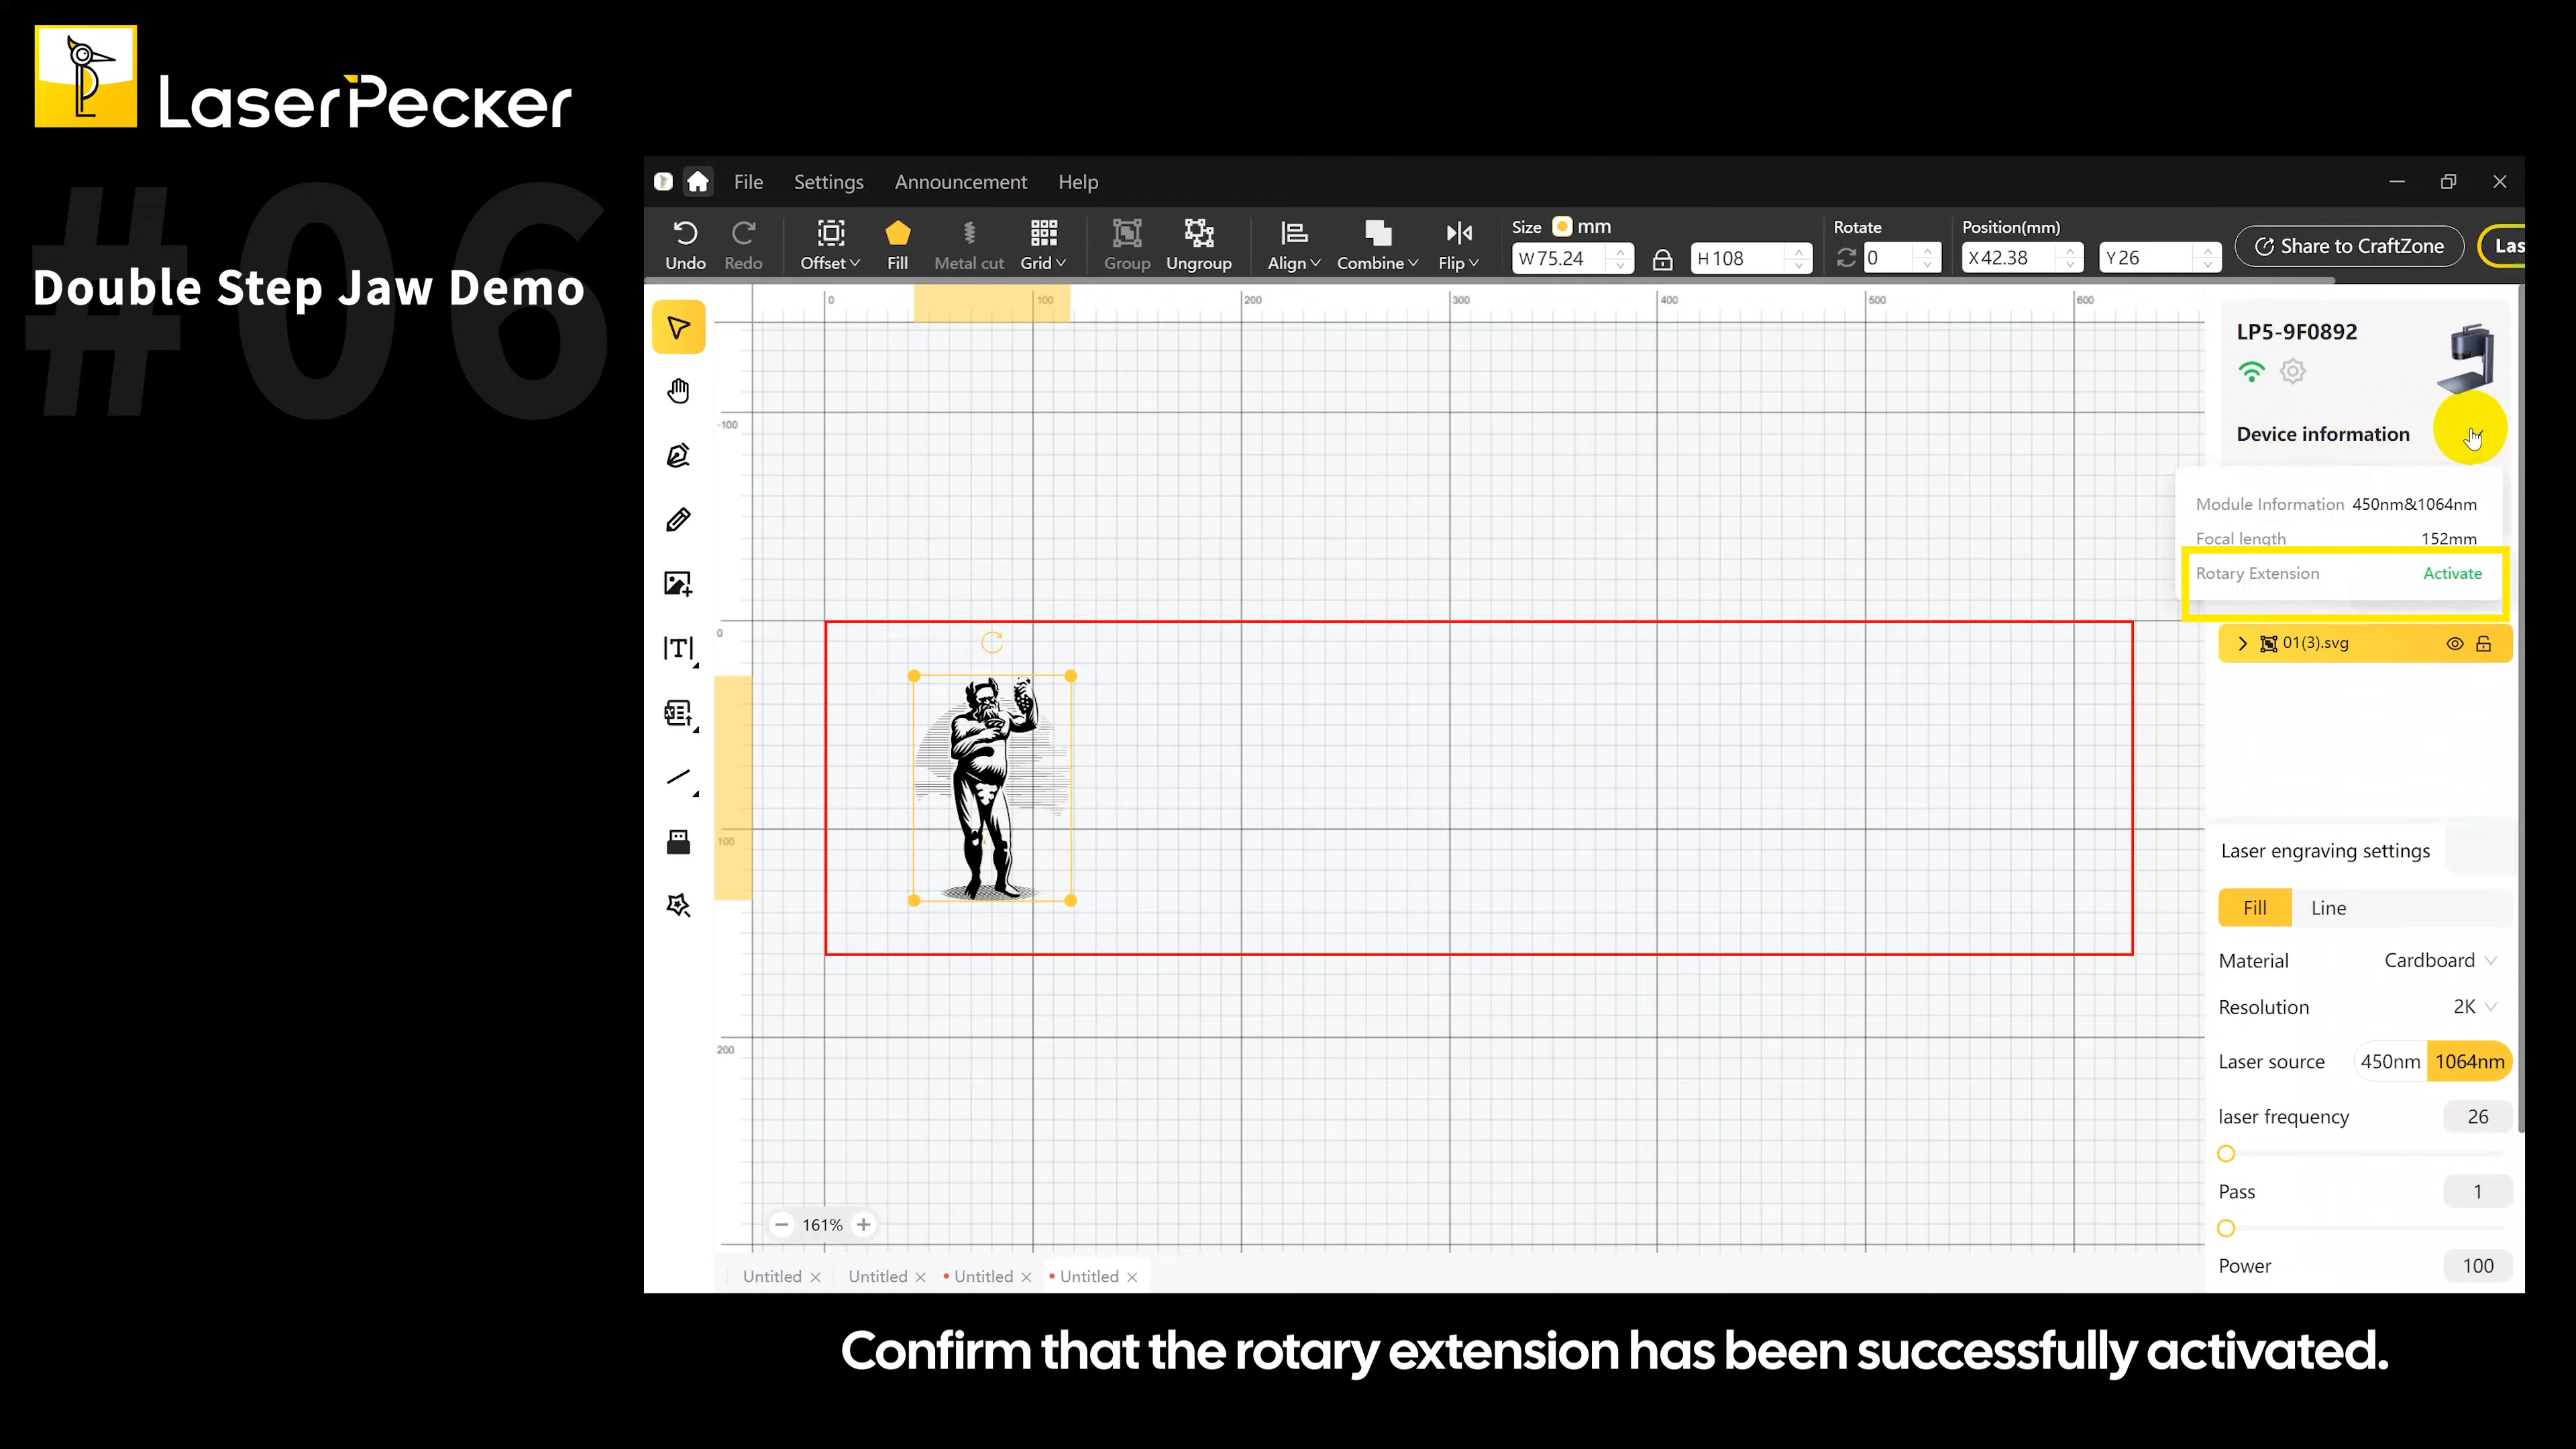 LaserPecker
#06
Double Step Jaw Demo
File Settings Announcement Help
Undo Redo Offset Fill Metal cut Grid Group Ungroup Align Combine Flip
Size mm
W 75.24 H 108
Rotate
0
Position(mm)
X 42.38 Y 26
Share to CraftZone
Las
0 100 200 300 400 500 600
-100
0
100
200
LP5-9F0892
Device information
Module Information 450nm&1064nm
Focal length 152mm
Rotary Extension Activate
01(3).svg
Laser engraving settings
Fill Line
Material Cardboard
Resolution 2K
Laser source 450nm 1064nm
laser frequency 26
Pass 1
Power 100
161%
Untitled Untitled Untitled Untitled
Confirm that the rotary extension has been successfully activated.